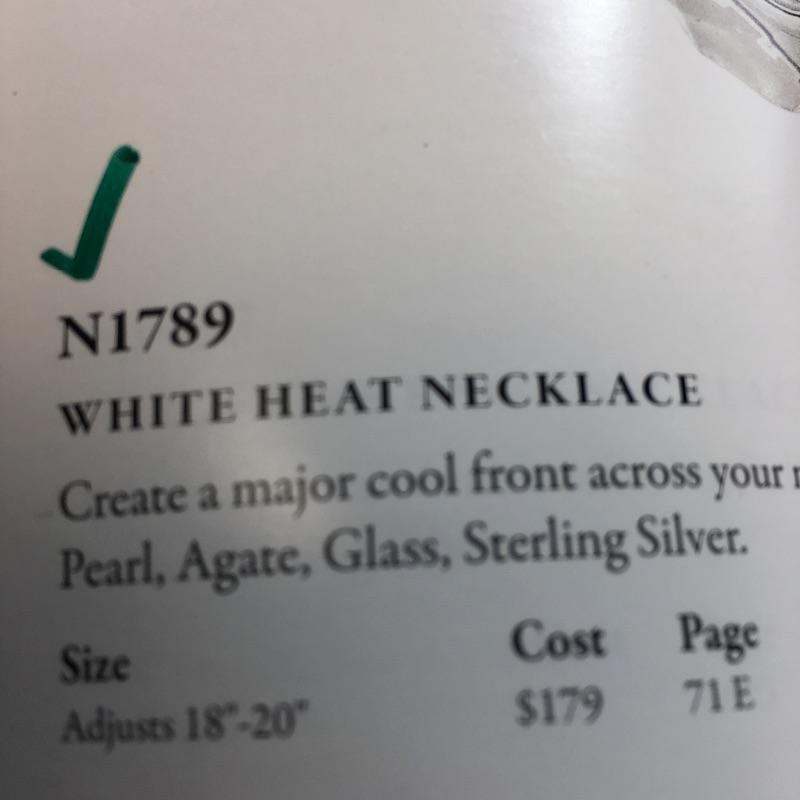 N1789
WHITE HEAT NECKLACE
Create a major cool front across your
Pearl, Agate, Glass, Sterling Silver.
Size Cost Page
Adjusts 18"-20" $179 71 E